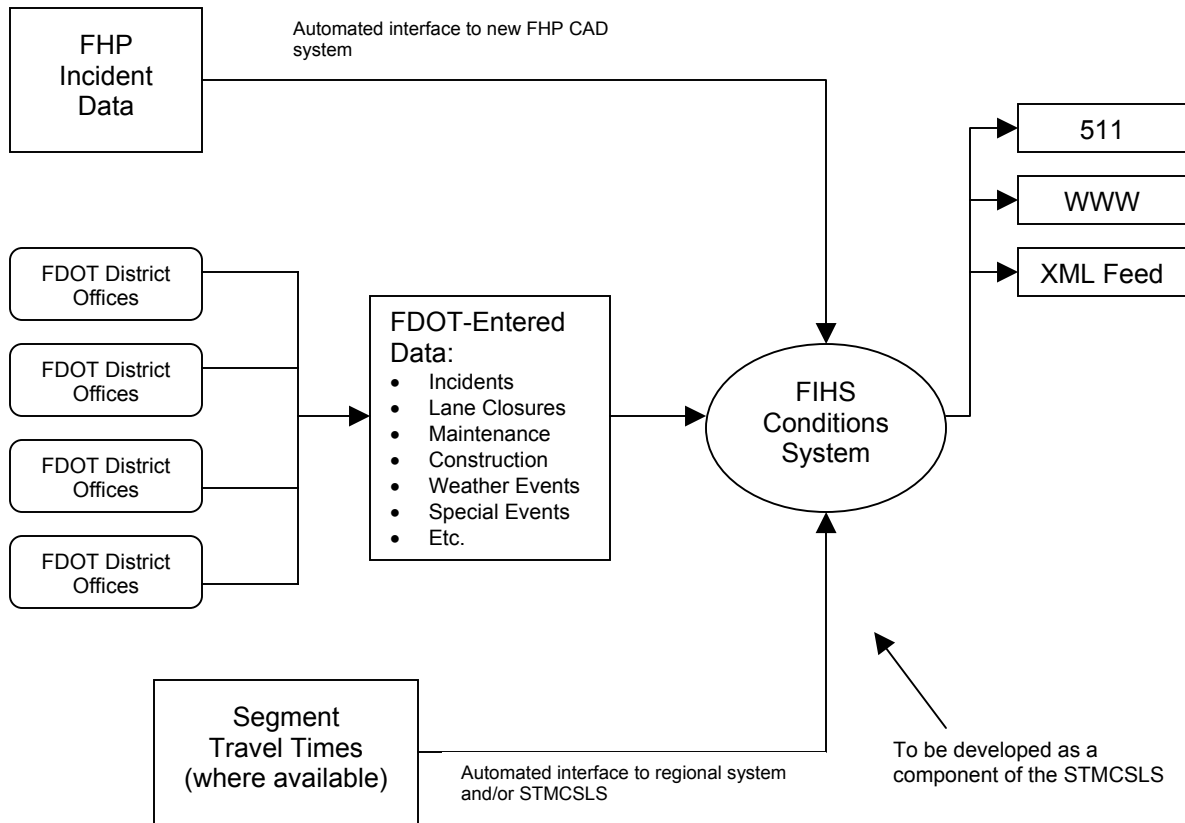 FHP
Incident
Data
Automated interface to new FHP CAD
system
511
WWW
XML Feed
FDOT District
Offices
FDOT District
Offices
FDOT District
Offices
FDOT District
Offices
FDOT-Entered
Data:
• Incidents
• Lane Closures
• Maintenance
• Construction
• Weather Events
• Special Events
• Etc.
FIHS
Conditions
System
Segment
Travel Times
(where available)
Automated interface to regional system
and/or STMCSLS
To be developed as a
component of the STMCSLS